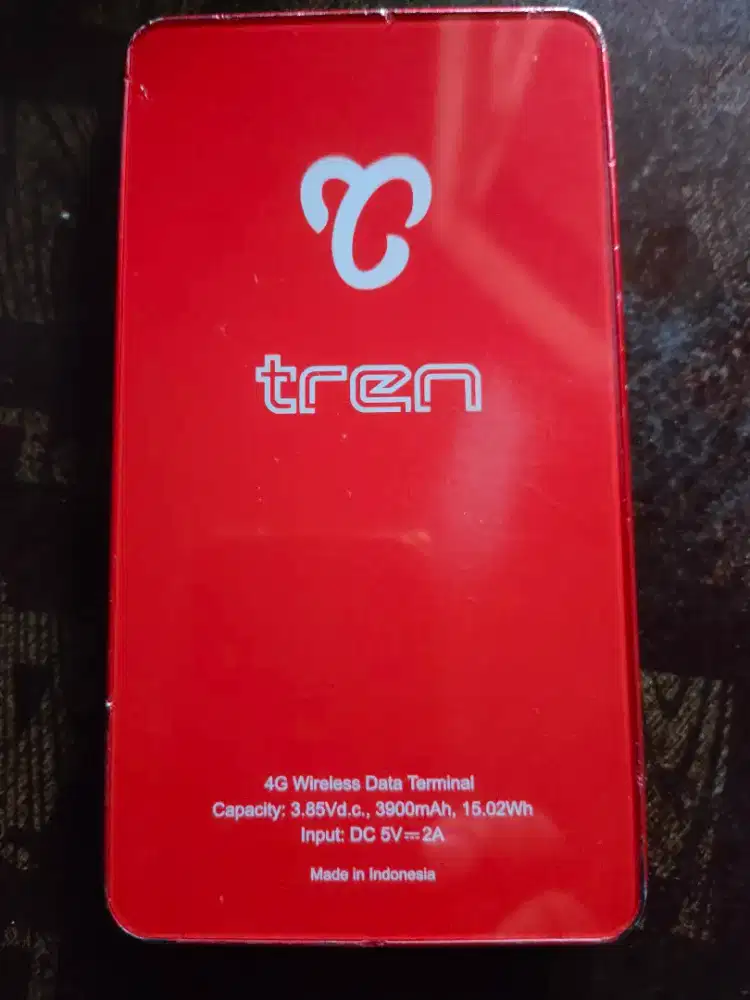 tren
4G Wireless Data Terminal
Capacity: 3.85Vd.c., 3900mAh, 15.02Wh
Input: DC 5V⎓2A
Made in Indonesia